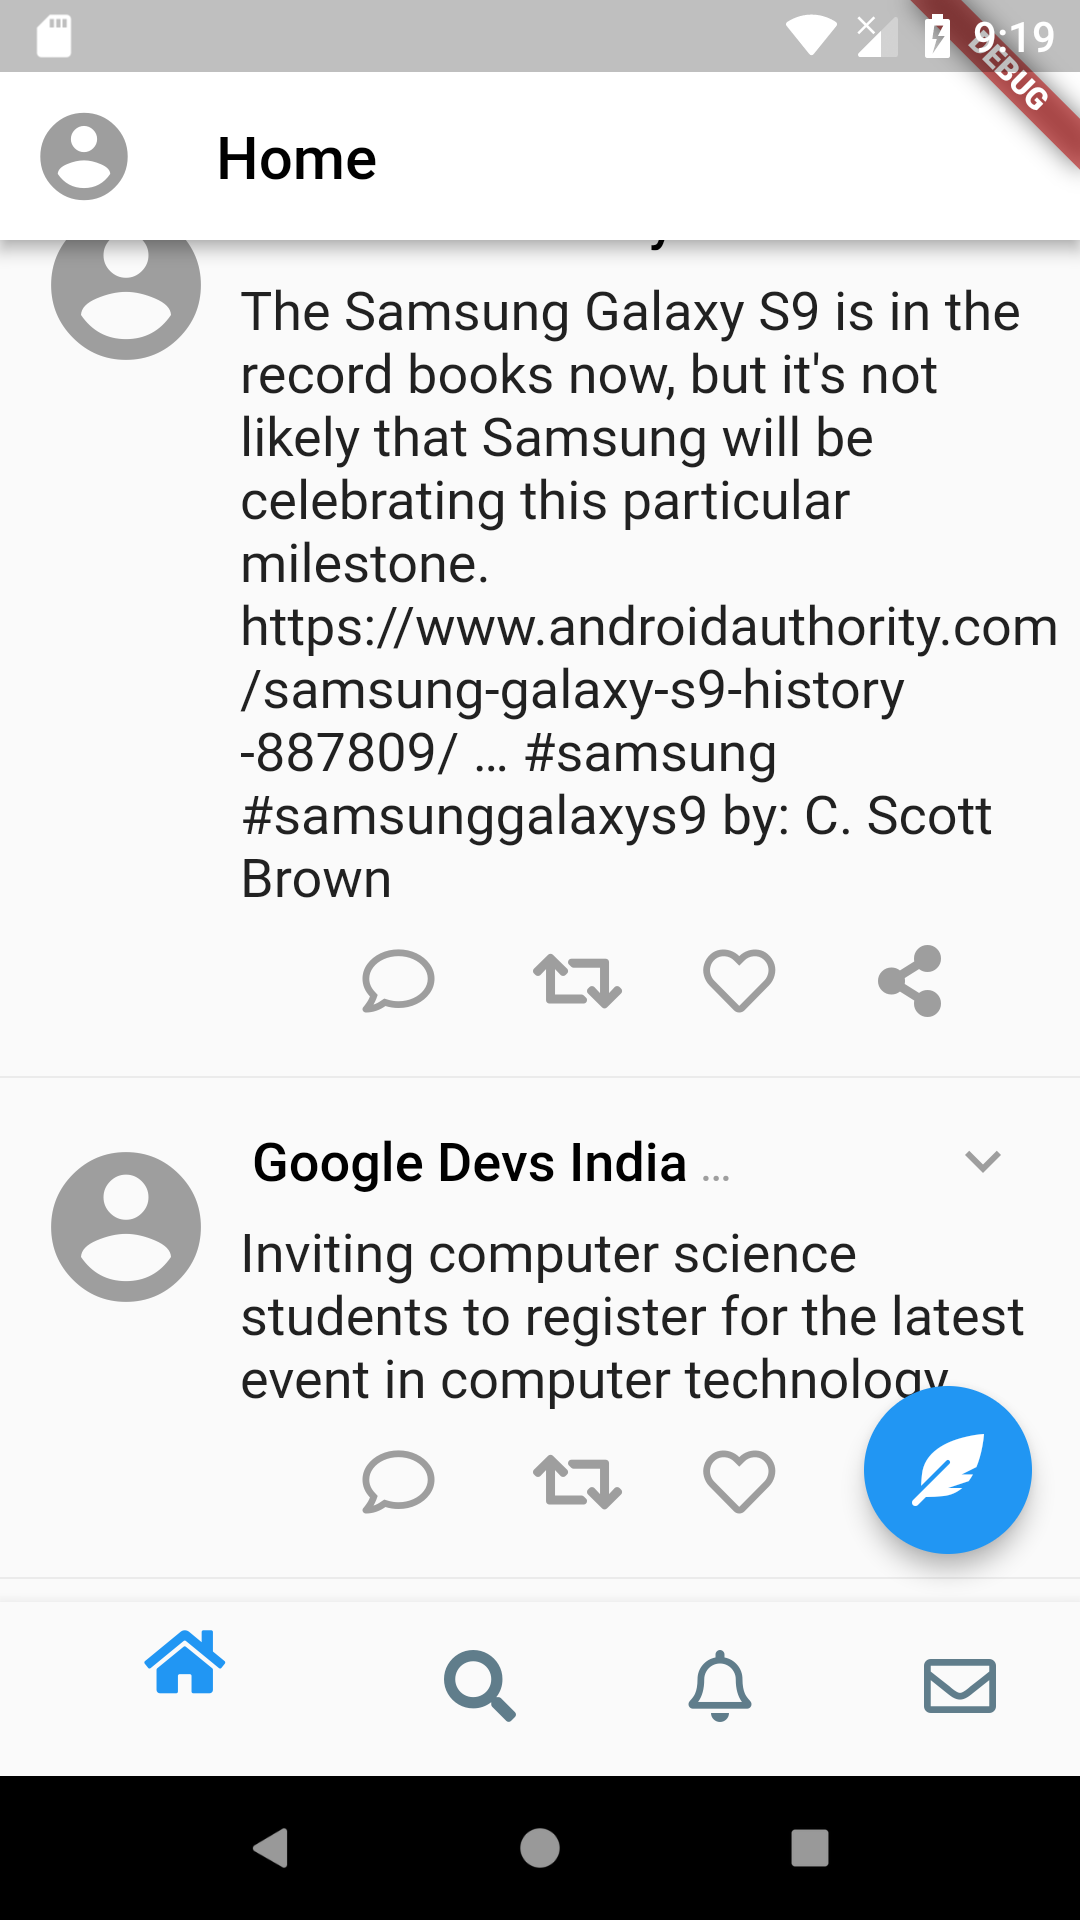 9:19
DEBUG
Home
The Samsung Galaxy S9 is in the
record books now, but it's not
likely that Samsung will be
celebrating this particular
milestone.
https://www.androidauthority.com
/samsung-galaxy-s9-history
-887809/ … #samsung
#samsunggalaxys9 by: C. Scott
Brown
Google Devs India ...
Inviting computer science
students to register for the latest
event in computer technology